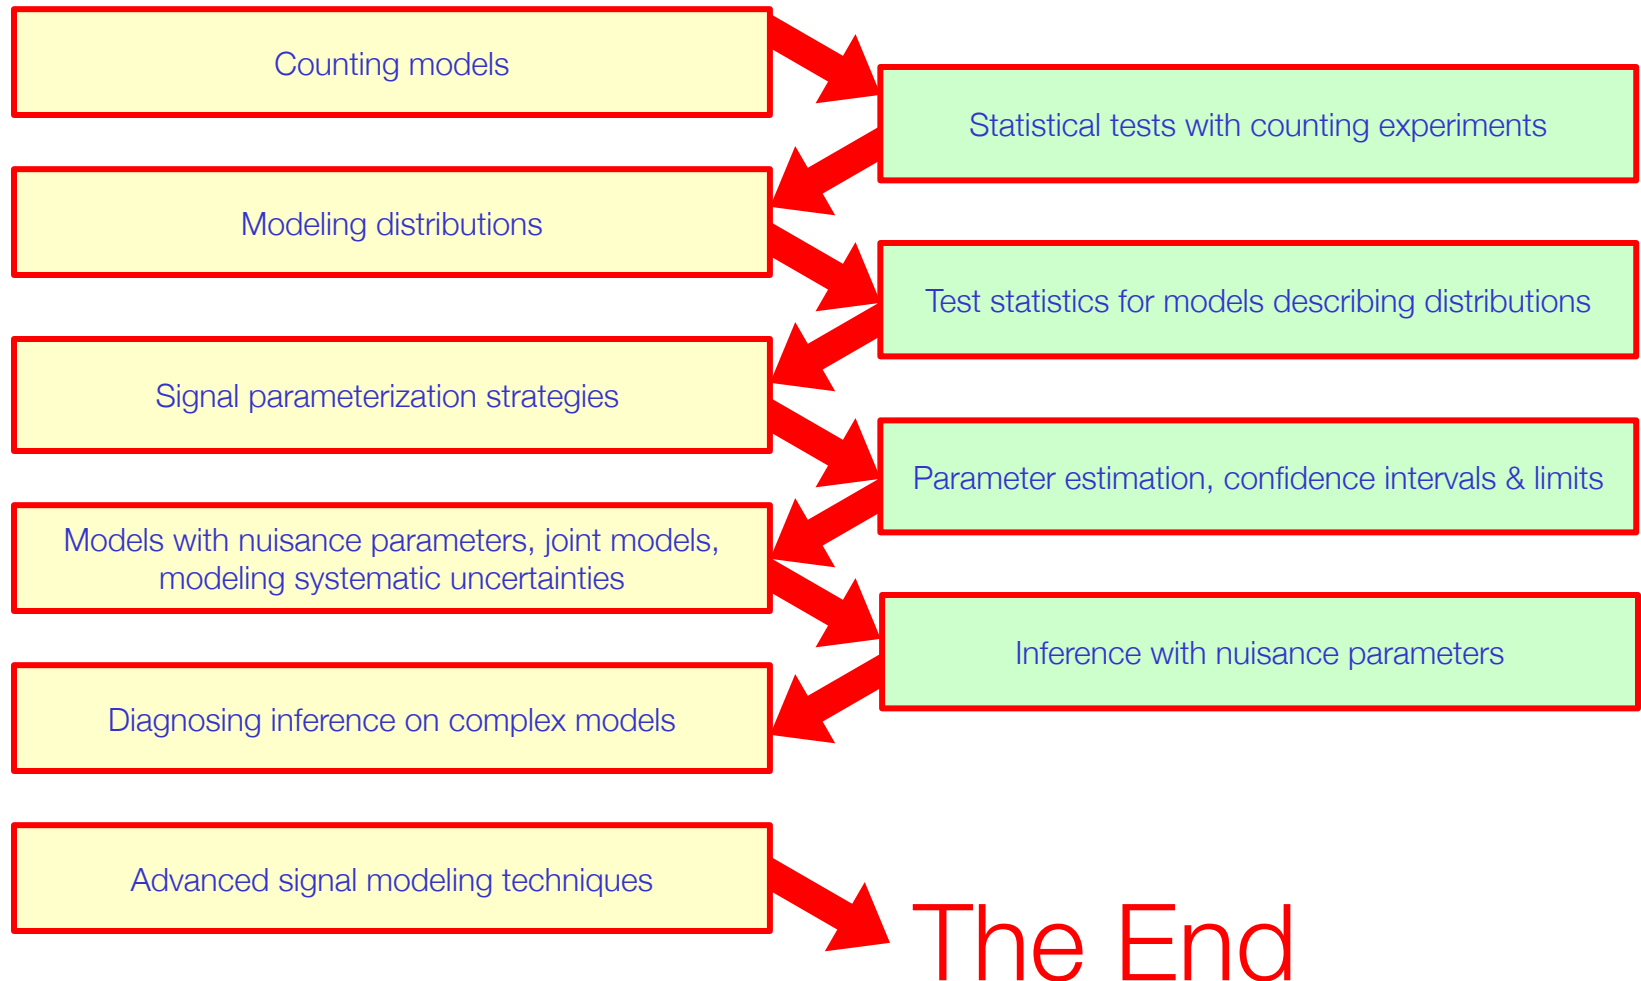 Counting models
Statistical tests with counting experiments
Modeling distributions
Test statistics for models describing distributions
Signal parameterization strategies
Parameter estimation, confidence intervals & limits
Models with nuisance parameters, joint models,
modeling systematic uncertainties
Inference with nuisance parameters
Diagnosing inference on complex models
Advanced signal modeling techniques
The End